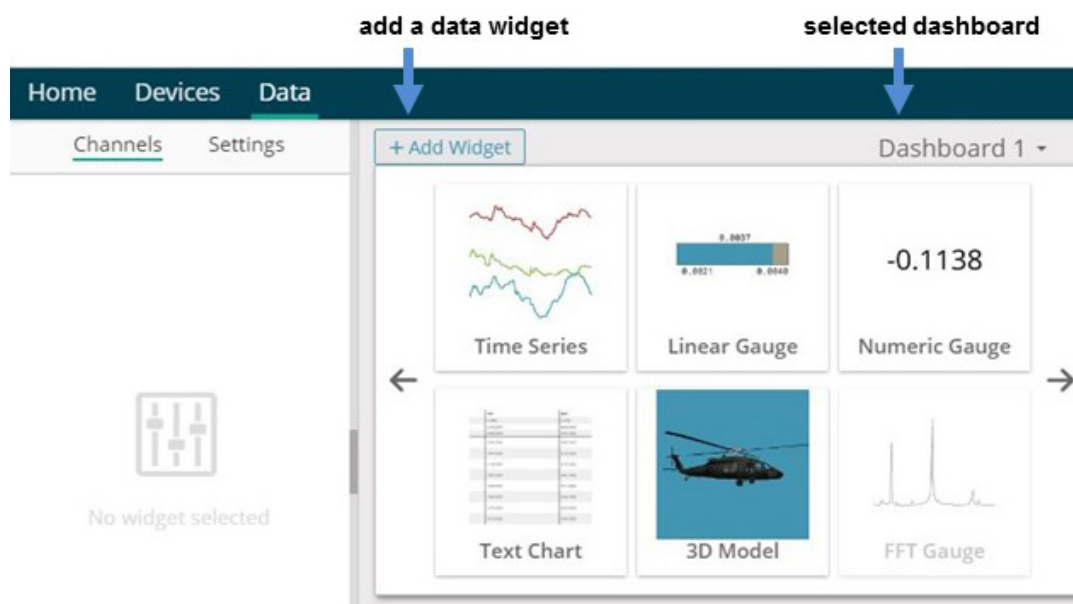 add a data widget
selected dashboard
Home Devices Data
Channels Settings
+ Add Widget
Dashboard 1
0.0037
0.0021 0.0040
-0.1138
Time Series
Linear Gauge
Numeric Gauge
No widget selected
Text Chart
3D Model
FFT Gauge